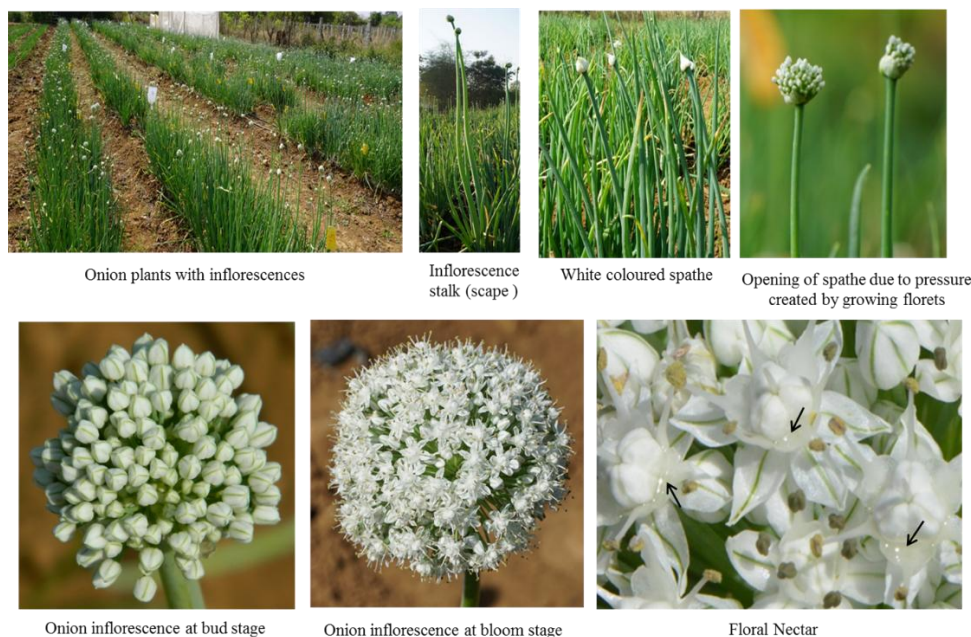 Onion plants with inflorescences
Inflorescence
stalk (scape )
White coloured spathe
Opening of spathe due to pressure
created by growing florets
Onion inflorescence at bud stage
Onion inflorescence at bloom stage
Floral Nectar